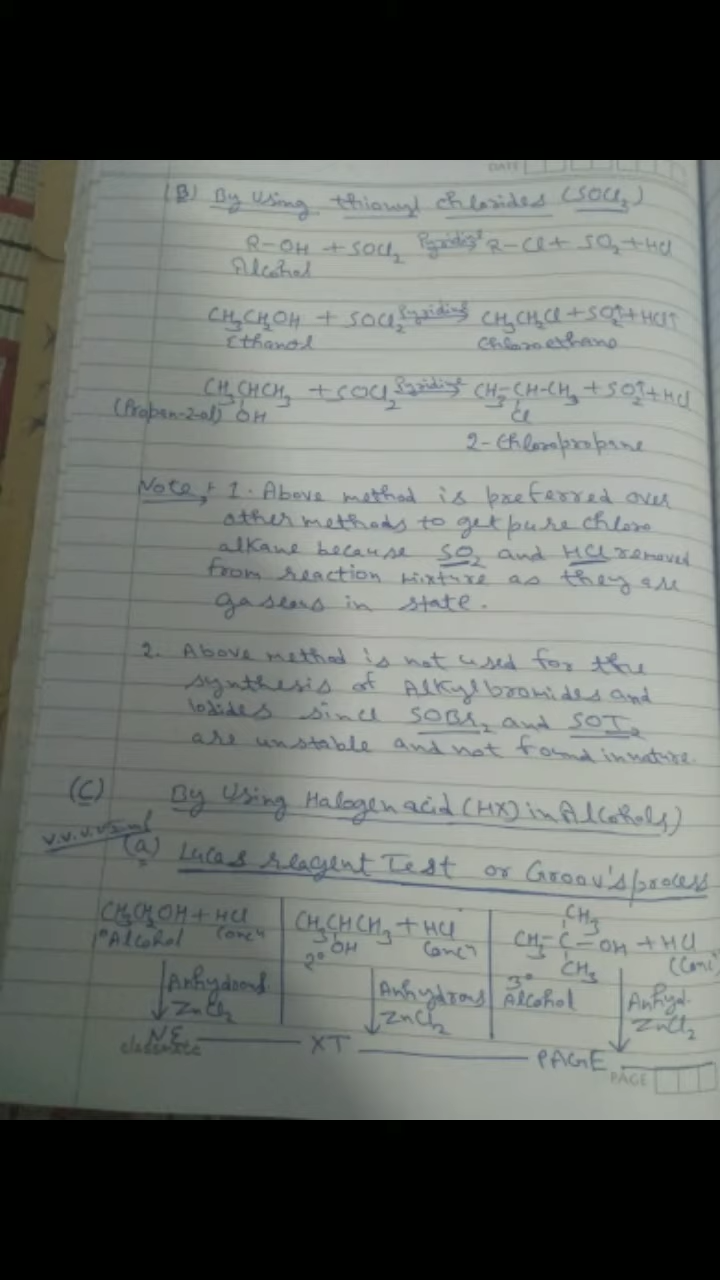 DATE
(B) By Using thionyl chlorides (SOCl₂)
R-OH + SOCl₂ Pyridine R-Cl + SO₂ + HCl
Alcohol
CH₃CH₂OH + SOCl₂ Pyridine CH₃CH₂Cl + SO₂↑ + HCl↑
Ethanol Chloroethane
CH₃CHCH₃ + SOCl₂ Pyridine CH₃-CH-CH₃ + SO₂↑ + HCl
(Propan-2-ol) OH Cl
2-Chloropropane
Note, 1. Above method is preferred over
other methods to get pure chloro
alkane because SO₂ and HCl removed
from reaction mixture as they are
gaseous in state.
2. Above method is not used for the
synthesis of Alkylbromides and
Iodides since SOBr₂ and SOI₂
are unstable and not found in nature.
(C) By Using Halogen acid (HX) in Alcohols)
(a) Lucas reagent Test or Groov's process
CH₃CH₂OH + HCl CH₃CHCH₃ + HCl CH₃
1° Alcohol Conc OH Conc CH₃-C-OH + HCl
2° CH₃ (Conc)
3° Alcohol
Anhydrous Anhydrous Anhyd.
ZnCl₂ ZnCl₂ ZnCl₂
NE XT PAGE
classmate
PAGE